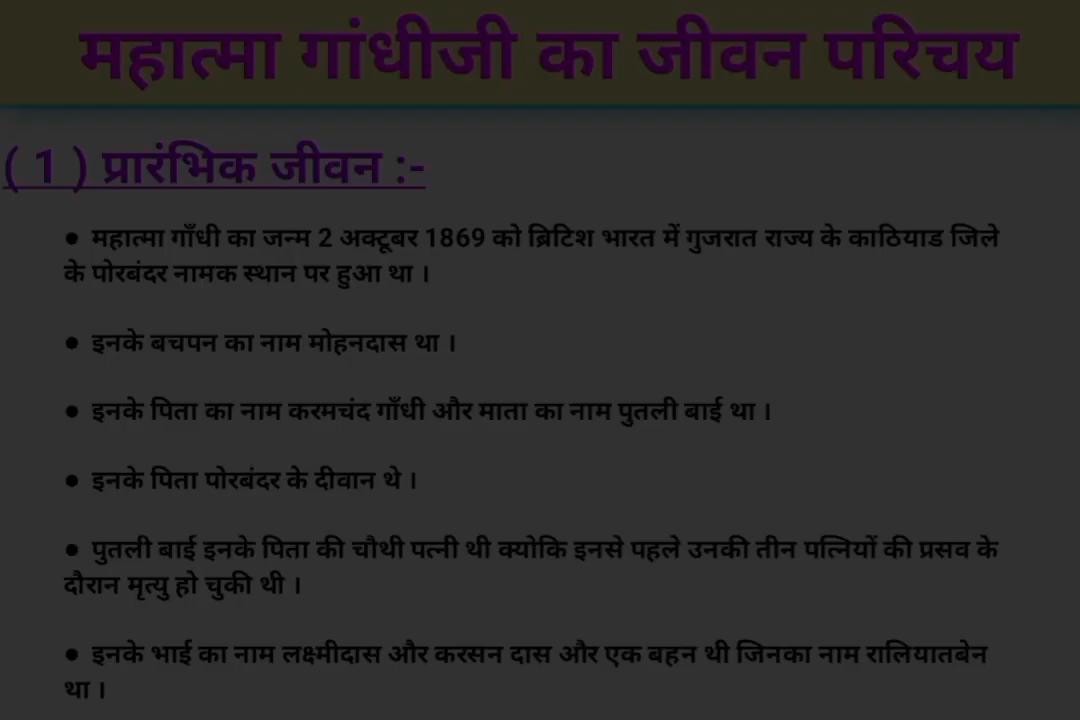 महात्मा गांधीजी का जीवन परिचय
( 1 ) प्रारंभिक जीवन :-
● महात्मा गाँधी का जन्म 2 अक्टूबर 1869 को ब्रिटिश भारत में गुजरात राज्य के काठियाड जिले
के पोरबंदर नामक स्थान पर हुआ था ।
● इनके बचपन का नाम मोहनदास था ।
● इनके पिता का नाम करमचंद गाँधी और माता का नाम पुतली बाई था ।
● इनके पिता पोरबंदर के दीवान थे ।
● पुतली बाई इनके पिता की चौथी पत्नी थी क्योकि इनसे पहले उनकी तीन पत्नियों की प्रसव के
दौरान मृत्यु हो चुकी थी ।
● इनके भाई का नाम लक्ष्मीदास और करसन दास और एक बहन थी जिनका नाम रालियातबेन
था ।